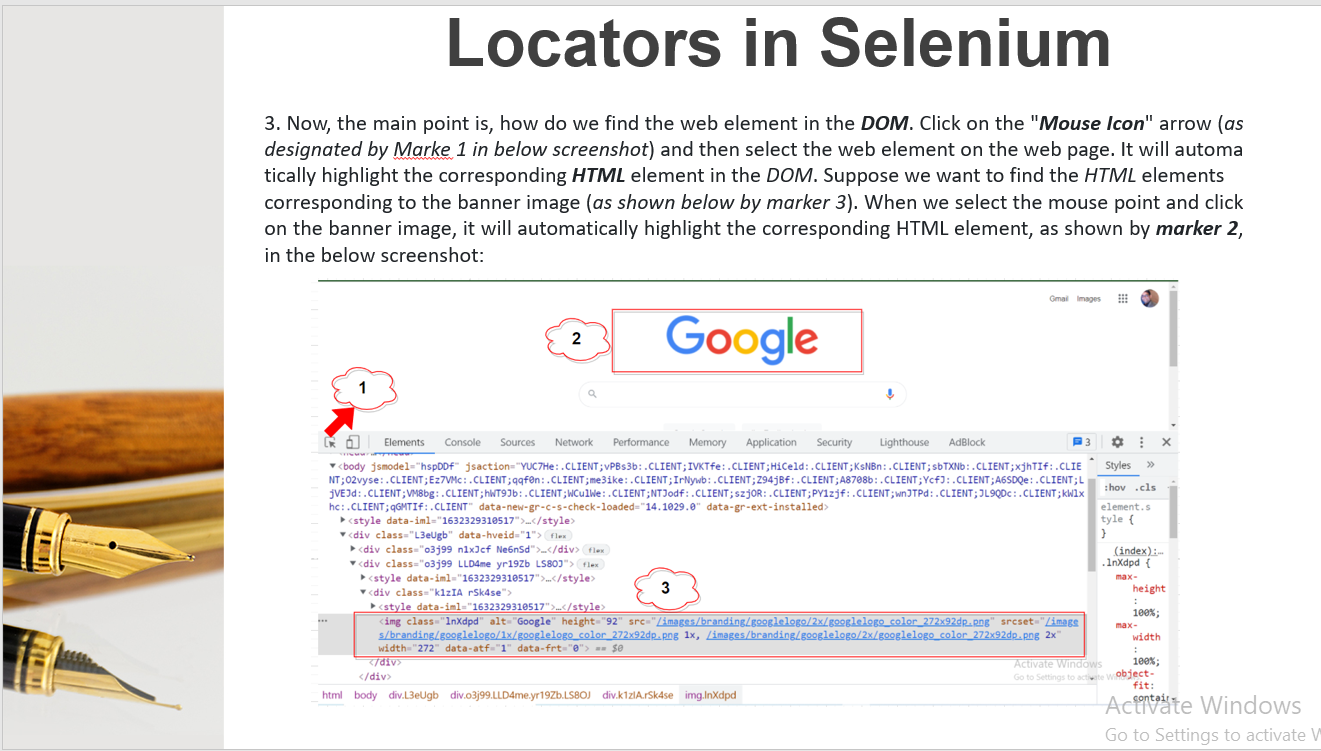 Locators in Selenium
3. Now, the main point is, how do we find the web element in the DOM. Click on the "Mouse Icon" arrow (as
designated by Marke 1 in below screenshot) and then select the web element on the web page. It will automa
tically highlight the corresponding HTML element in the DOM. Suppose we want to find the HTML elements
corresponding to the banner image (as shown below by marker 3). When we select the mouse point and click
on the banner image, it will automatically highlight the corresponding HTML element, as shown by marker 2,
in the below screenshot:
Gmail Images
2
Google
1
Elements Console Sources Network Performance Memory Application Security Lighthouse AdBlock 3
<body jsmodel="hspDDf" jsaction="YUC7He:.CLIENT;vPBs3b:.CLIENT;IVKTfe:.CLIENT;HiCeld:.CLIENT;KsNBn:.CLIENT;sbTXNb:.CLIENT;xjhTIf:.CLIE
NT;O2vyse:.CLIENT;Ez7VMc:.CLIENT;qqf0n:.CLIENT;me3ike:.CLIENT;IrNywb:.CLIENT;Z94jBf:.CLIENT;A8708b:.CLIENT;YcfJ:.CLIENT;A6SDQe:.CLIENT;L
jVEJd:.CLIENT;VM8bg:.CLIENT;hWT9Jb:.CLIENT;WCulWe:.CLIENT;NTJodf:.CLIENT;szjOR:.CLIENT;PY1zjf:.CLIENT;wnJTPd:.CLIENT;JL9QDc:.CLIENT;kWlx
hc:.CLIENT;qGMTIf:.CLIENT" data-new-gr-c-s-check-loaded="14.1029.0" data-gr-ext-installed>
<style data-iml="1632329310517">…</style>
<div class="L3eUgb" data-hveid="1"> flex
<div class="o3j99 n1xJcf Ne6nSd">…</div> flex
<div class="o3j99 LLD4me yr19Zb LS8OJ"> flex
<style data-iml="1632329310517">…</style>
<div class="k1zIA rSk4se">
3
<style data-iml="1632329310517">…</style>
<img class="lnXdpd" alt="Google" height="92" src="/images/branding/googlelogo/2x/googlelogo_color_272x92dp.png" srcset="/image
s/branding/googlelogo/1x/googlelogo_color_272x92dp.png 1x, /images/branding/googlelogo/2x/googlelogo_color_272x92dp.png 2x"
width="272" data-atf="1" data-frt="0"> == $0
</div>
</div>
html body div.L3eUgb div.o3j99.LLD4me.yr19Zb.LS8OJ div.k1zIA.rSk4se img.lnXdpd
Styles
:hov .cls
element.s
tyle {
}
(index):…
.lnXdpd {
max-
height
:
100%;
max-
width
:
100%;
object-
fit:
contain
Activate Windows
Go to Settings to activate Windows
Activate Windows
Go to Settings to activate W